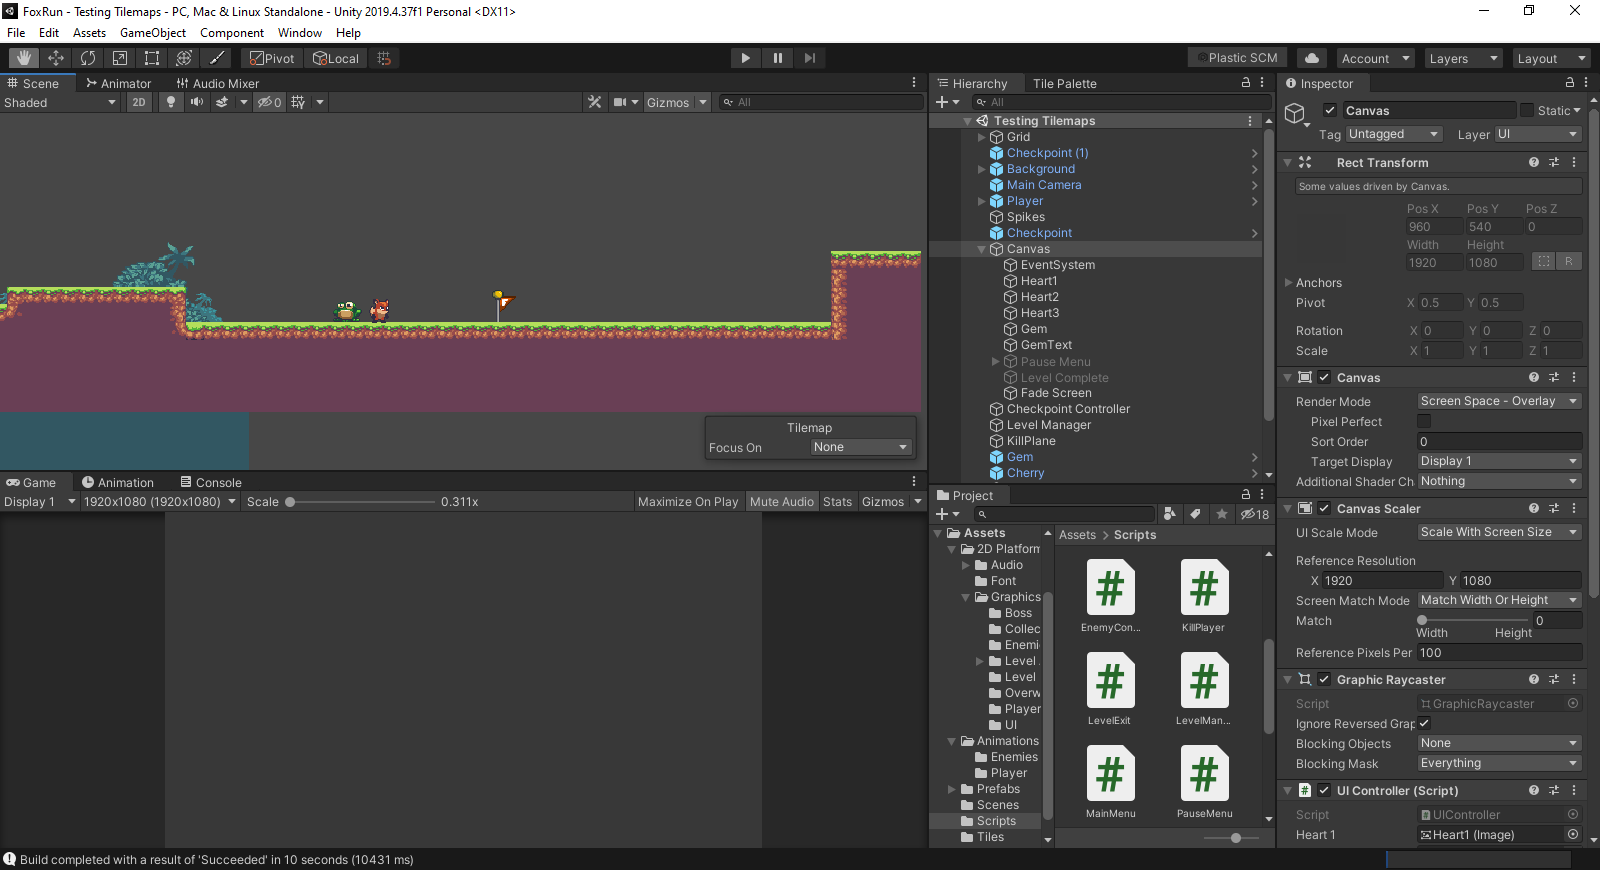 FoxRun - Testing Tilemaps - PC, Mac & Linux Standalone - Unity 2019.4.37f1 Personal <DX11>
File Edit Assets GameObject Component Window Help
Pivot Local Plastic SCM Account Layers Layout
Scene Animator Audio Mixer
Shaded 2D 0 Gizmos All
Tilemap
Focus On None
Game Animation Console
Display 1 1920x1080 (1920x1080) Scale 0.311x Maximize On Play Mute Audio Stats Gizmos
Hierarchy Tile Palette
All
Testing Tilemaps
Grid
Checkpoint (1)
Background
Main Camera
Player
Spikes
Checkpoint
Canvas
EventSystem
Heart1
Heart2
Heart3
Gem
GemText
Pause Menu
Level Complete
Fade Screen
Checkpoint Controller
Level Manager
KillPlane
Gem
Cherry
Project
18
Assets
2D Platform
Audio
Font
Graphics
Boss
Collec
Enemi
Level
Level
Overw
Player
UI
Animations
Enemies
Player
Prefabs
Scenes
Scripts
Tiles
Assets > Scripts
EnemyCon... KillPlayer
LevelExit LevelMan...
MainMenu PauseMenu
Inspector
Canvas Static
Tag Untagged Layer UI
Rect Transform
Some values driven by Canvas.
Pos X Pos Y Pos Z
960 540 0
Width Height
1920 1080 R
Anchors
Pivot X 0.5 Y 0.5
Rotation X 0 Y 0 Z 0
Scale X 1 Y 1 Z 1
Canvas
Render Mode Screen Space - Overlay
Pixel Perfect
Sort Order 0
Target Display Display 1
Additional Shader Ch Nothing
Canvas Scaler
UI Scale Mode Scale With Screen Size
Reference Resolution
X 1920 Y 1080
Screen Match Mode Match Width Or Height
Match 0
Width Height
Reference Pixels Per 100
Graphic Raycaster
Script GraphicRaycaster
Ignore Reversed Grap
Blocking Objects None
Blocking Mask Everything
UI Controller (Script)
Script UIController
Heart 1 Heart1 (Image)
Build completed with a result of 'Succeeded' in 10 seconds (10431 ms)